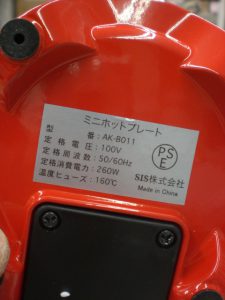 ミニホットプレート
型番：AK-8011
定格電圧：100V
定格周波数：50/60Hz
定格消費電力：260W
温度ヒューズ：160℃
PSE
SIS株式会社
Made in China